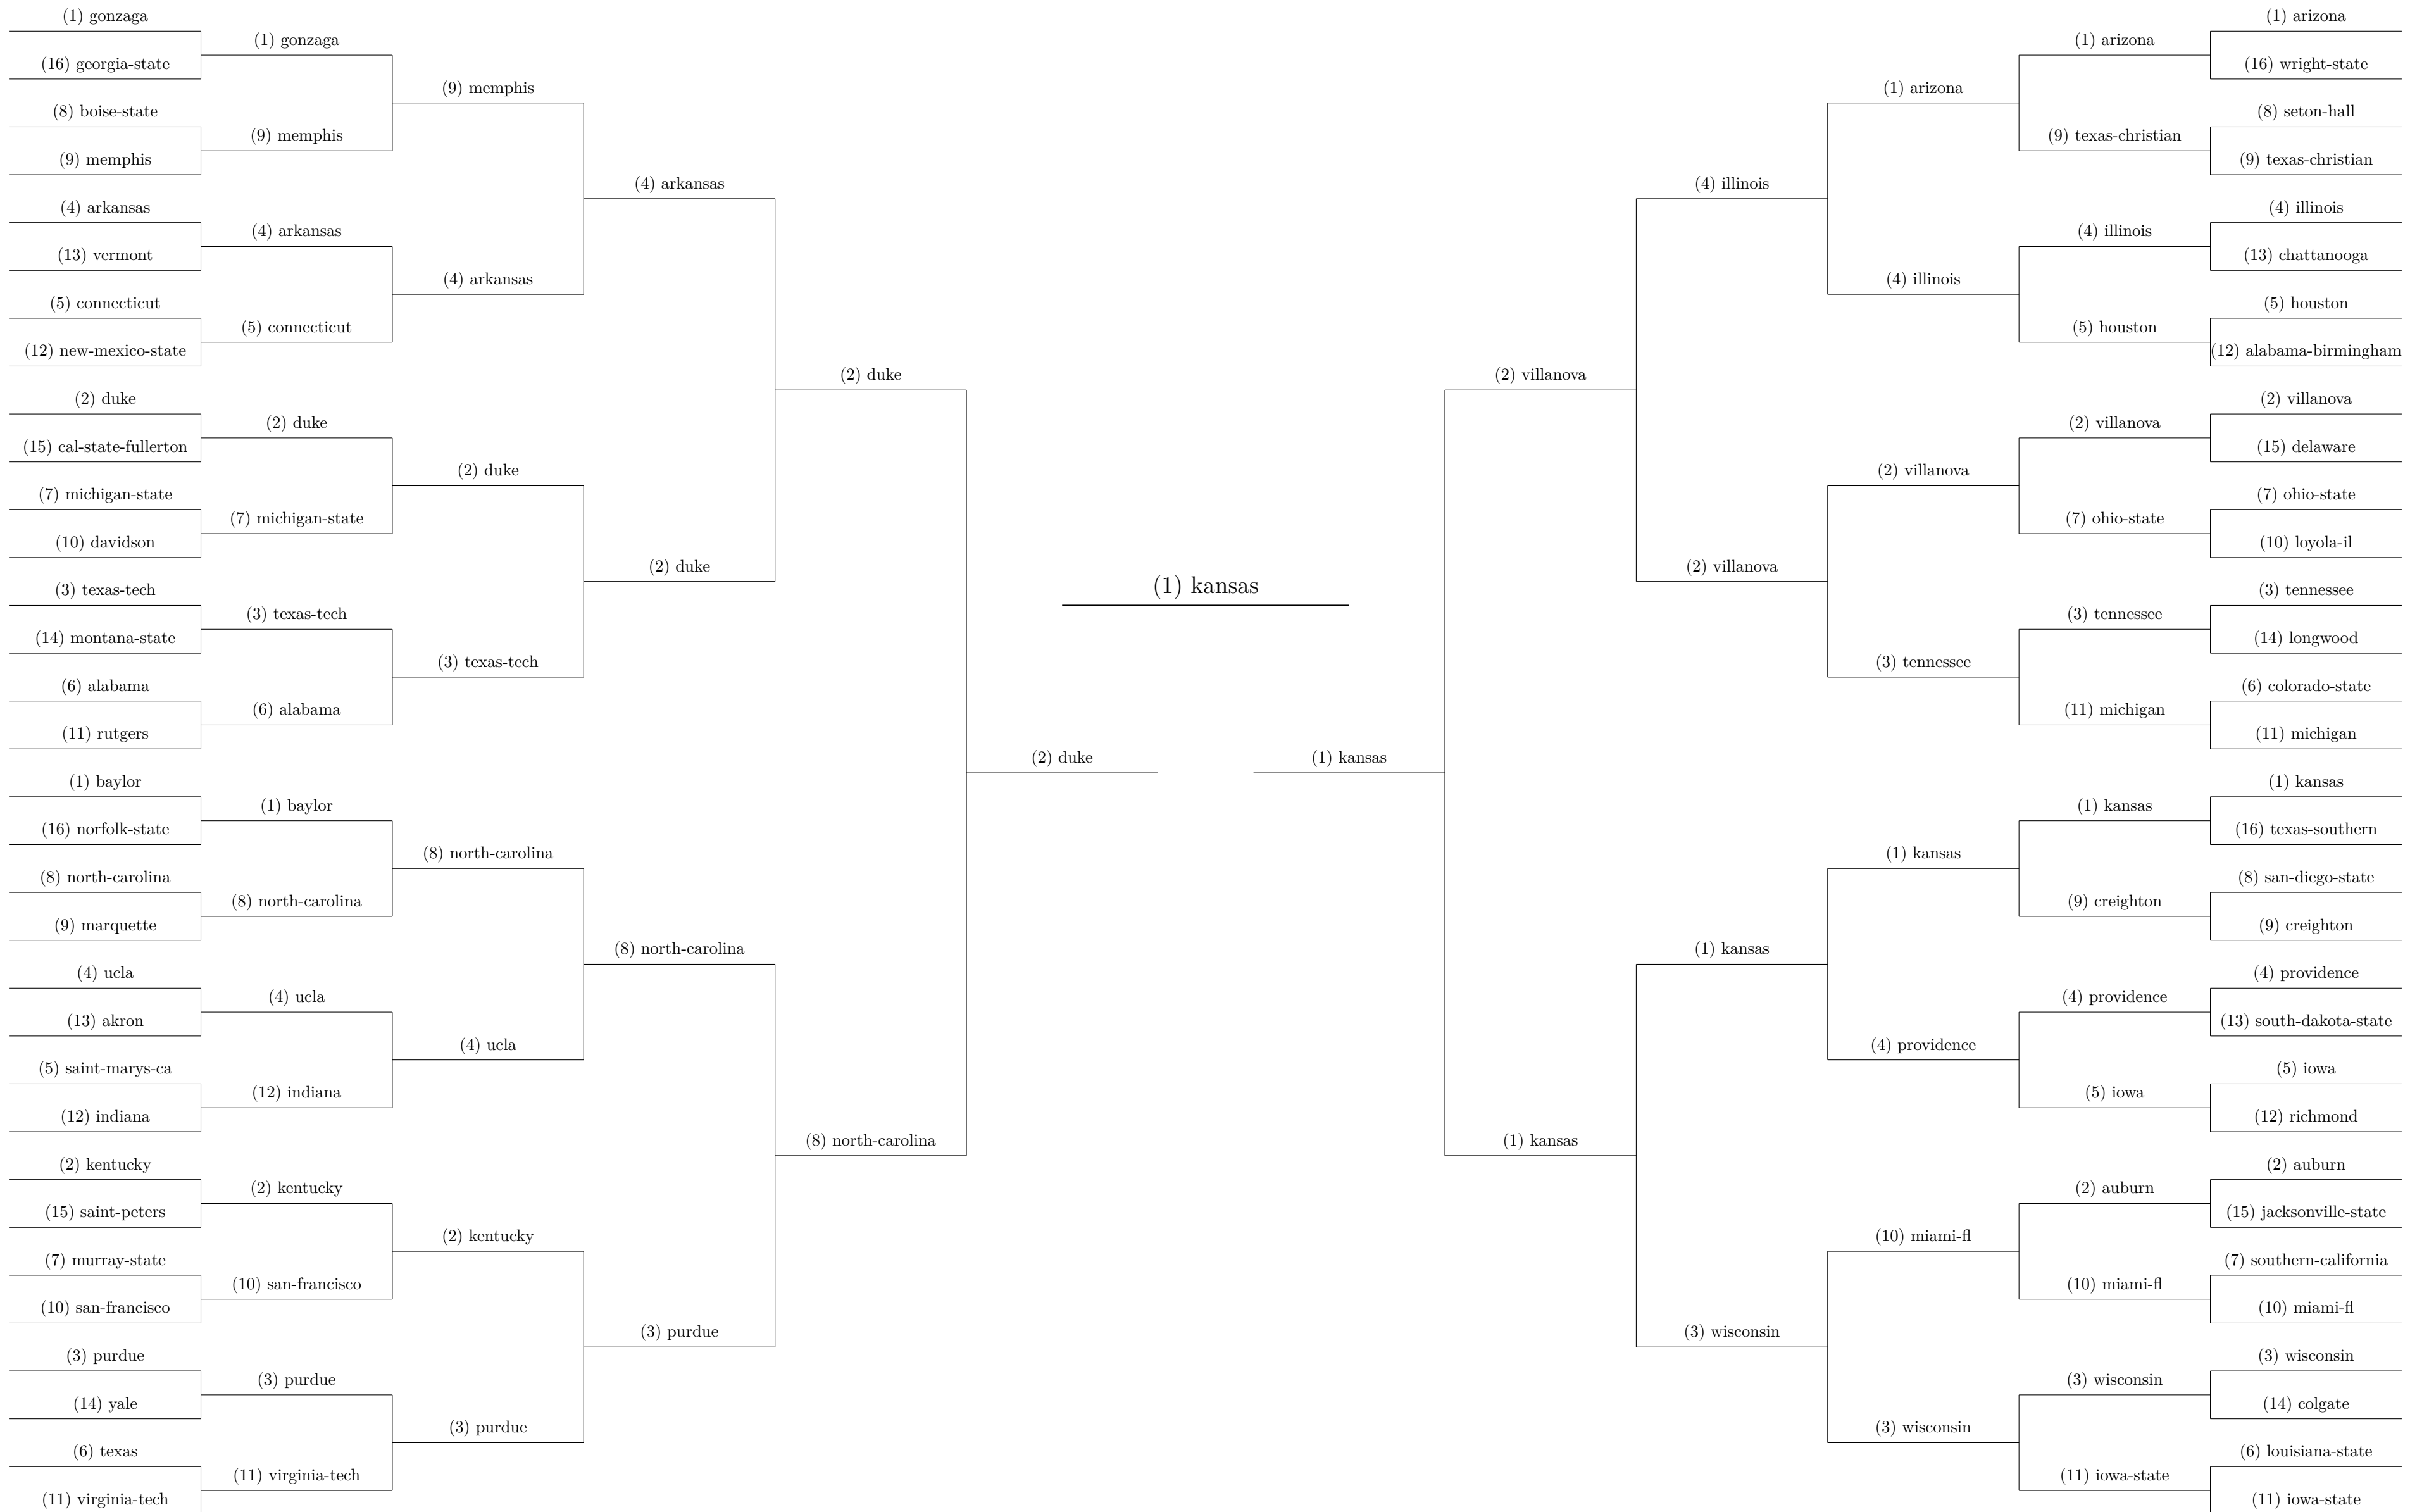 (1) gonzaga
(16) georgia-state
(8) boise-state
(9) memphis
(4) arkansas
(13) vermont
(5) connecticut
(12) new-mexico-state
(2) duke
(15) cal-state-fullerton
(7) michigan-state
(10) davidson
(3) texas-tech
(14) montana-state
(6) alabama
(11) rutgers
(1) baylor
(16) norfolk-state
(8) north-carolina
(9) marquette
(4) ucla
(13) akron
(5) saint-marys-ca
(12) indiana
(2) kentucky
(15) saint-peters
(7) murray-state
(10) san-francisco
(3) purdue
(14) yale
(6) texas
(11) virginia-tech
(1) gonzaga
(9) memphis
(4) arkansas
(5) connecticut
(2) duke
(7) michigan-state
(3) texas-tech
(6) alabama
(1) baylor
(8) north-carolina
(4) ucla
(12) indiana
(2) kentucky
(10) san-francisco
(3) purdue
(11) virginia-tech
(9) memphis
(4) arkansas
(2) duke
(3) texas-tech
(8) north-carolina
(4) ucla
(2) kentucky
(3) purdue
(4) arkansas
(2) duke
(8) north-carolina
(3) purdue
(2) duke
(8) north-carolina
(2) duke
(1) kansas
(1) kansas
(2) villanova
(1) kansas
(4) illinois
(2) villanova
(1) kansas
(3) wisconsin
(1) arizona
(4) illinois
(2) villanova
(3) tennessee
(1) kansas
(4) providence
(10) miami-fl
(3) wisconsin
(1) arizona
(9) texas-christian
(4) illinois
(5) houston
(2) villanova
(7) ohio-state
(3) tennessee
(11) michigan
(1) kansas
(9) creighton
(4) providence
(5) iowa
(2) auburn
(10) miami-fl
(3) wisconsin
(11) iowa-state
(1) arizona
(16) wright-state
(8) seton-hall
(9) texas-christian
(4) illinois
(13) chattanooga
(5) houston
(12) alabama-birmingham
(2) villanova
(15) delaware
(7) ohio-state
(10) loyola-il
(3) tennessee
(14) longwood
(6) colorado-state
(11) michigan
(1) kansas
(16) texas-southern
(8) san-diego-state
(9) creighton
(4) providence
(13) south-dakota-state
(5) iowa
(12) richmond
(2) auburn
(15) jacksonville-state
(7) southern-california
(10) miami-fl
(3) wisconsin
(14) colgate
(6) louisiana-state
(11) iowa-state